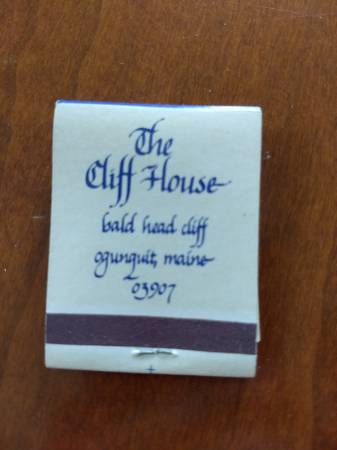 The
Cliff House
bald head cliff
ogunquit, maine
03907